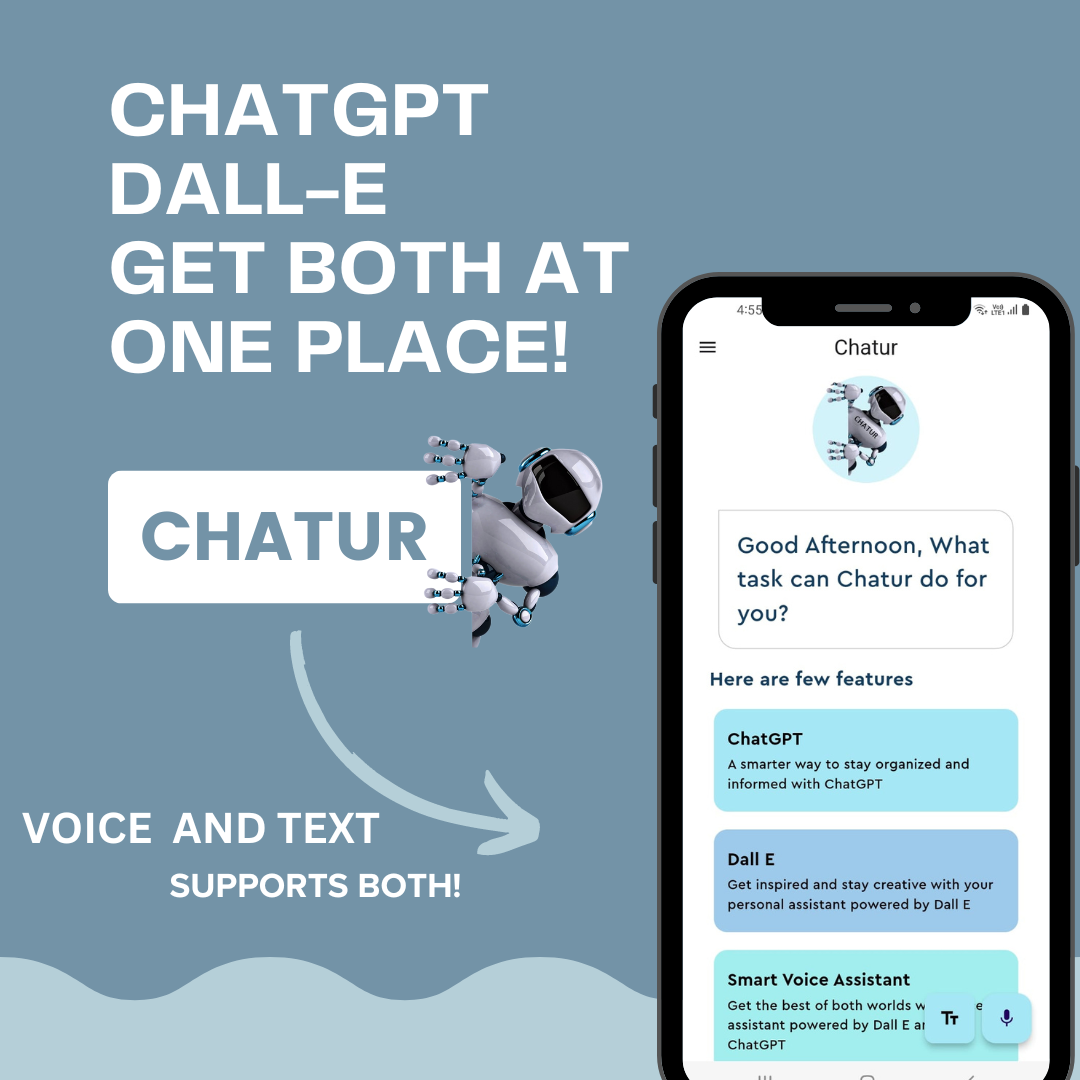 CHATGPT
DALL-E
GET BOTH AT
ONE PLACE!
CHATUR
VOICE AND TEXT
SUPPORTS BOTH!
4:55
Vo9
LTE1
Chatur
CHATUR
Good Afternoon, What
task can Chatur do for
you?
Here are few features
ChatGPT
A smarter way to stay organized and
informed with ChatGPT
Dall E
Get inspired and stay creative with your
personal assistant powered by Dall E
Smart Voice Assistant
Get the best of both worlds
assistant powered by Dall E
ChatGPT
TT